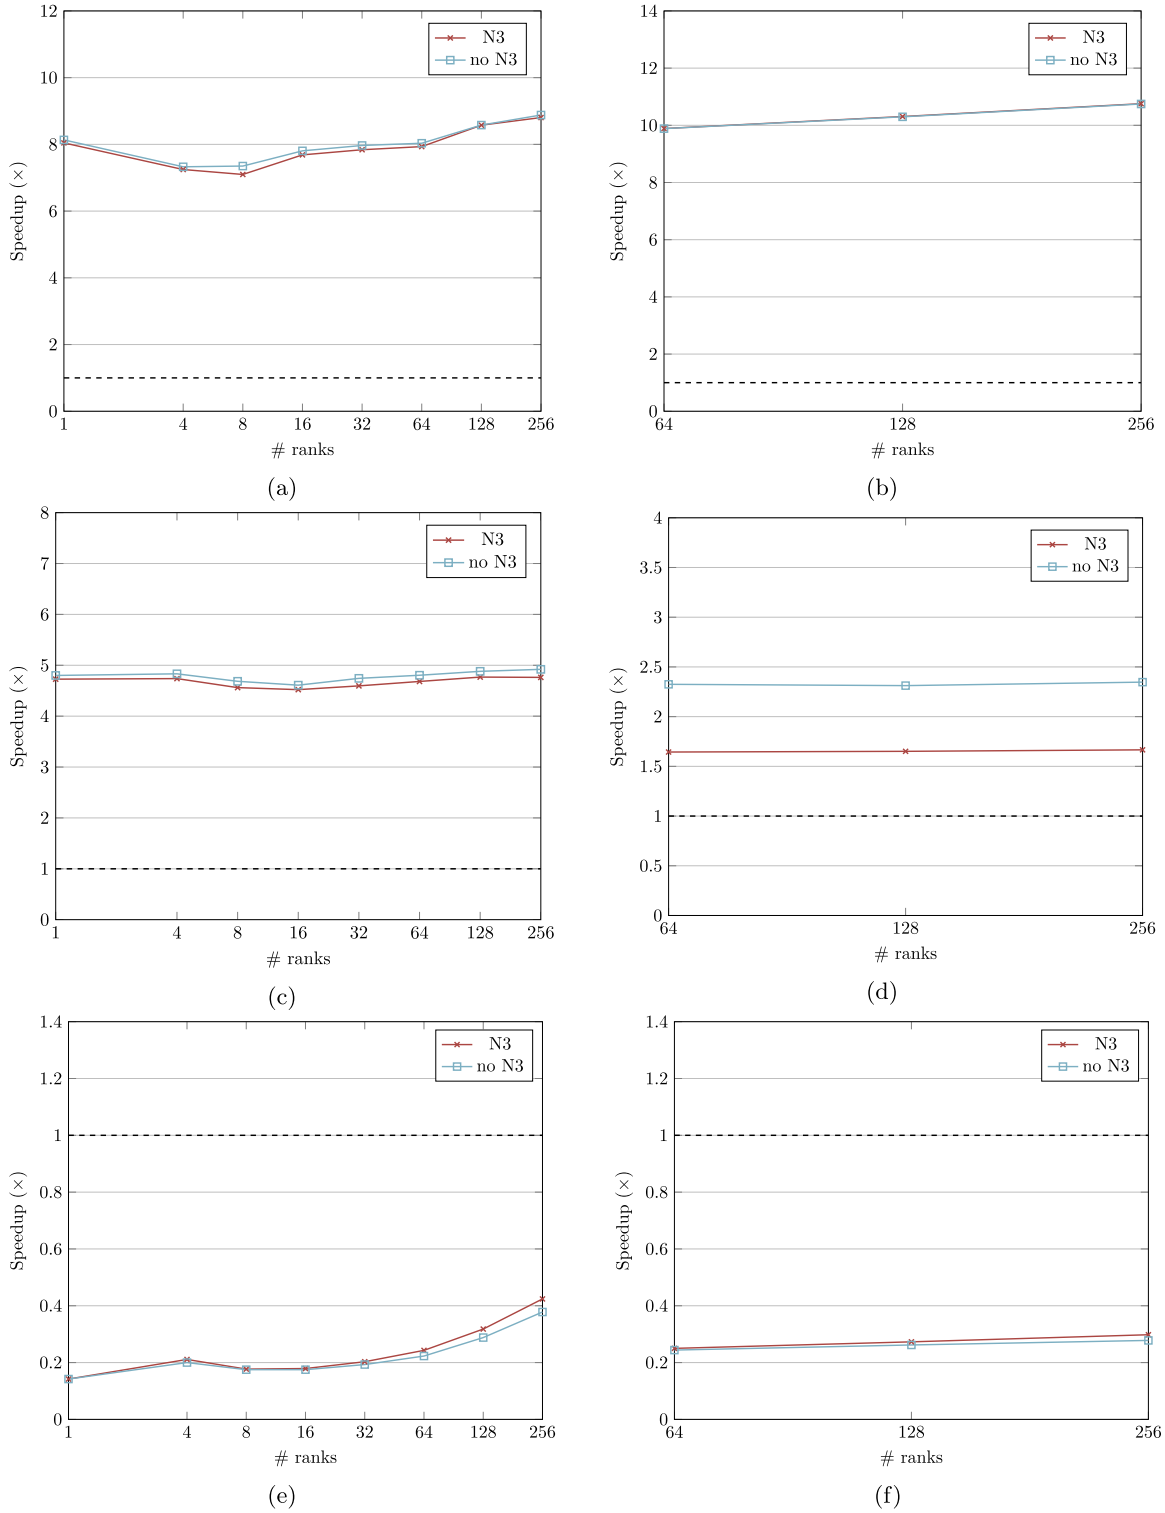 12
10
8
6
4
2
0
Speedup (×)
N3
no N3
1 4 8 16 32 64 128 256
# ranks
(a)
14
12
10
8
6
4
2
0
Speedup (×)
N3
no N3
64 128 256
# ranks
(b)
8
7
6
5
4
3
2
1
0
Speedup (×)
N3
no N3
1 4 8 16 32 64 128 256
# ranks
(c)
4
3.5
3
2.5
2
1.5
1
0.5
0
Speedup (×)
N3
no N3
64 128 256
# ranks
(d)
1.4
1.2
1
0.8
0.6
0.4
0.2
0
Speedup (×)
N3
no N3
1 4 8 16 32 64 128 256
# ranks
(e)
1.4
1.2
1
0.8
0.6
0.4
0.2
0
Speedup (×)
N3
no N3
64 128 256
# ranks
(f)